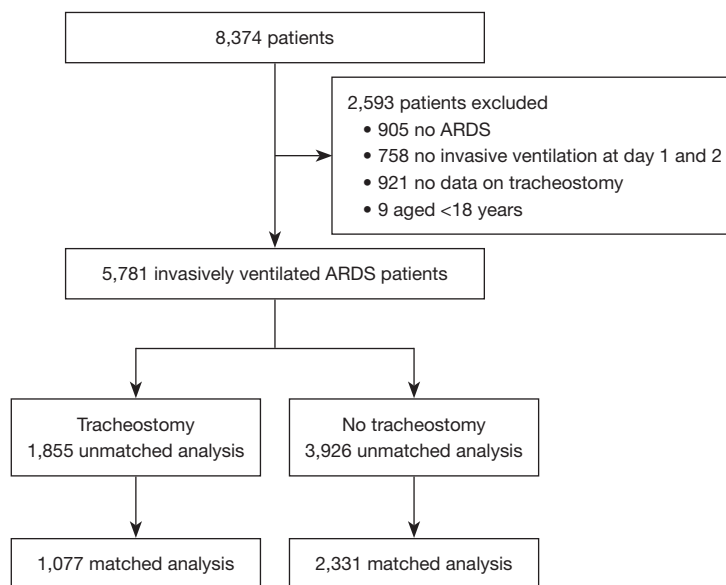 8,374 patients
2,593 patients excluded
• 905 no ARDS
• 758 no invasive ventilation at day 1 and 2
• 921 no data on tracheostomy
• 9 aged <18 years
5,781 invasively ventilated ARDS patients
Tracheostomy
1,855 unmatched analysis
No tracheostomy
3,926 unmatched analysis
1,077 matched analysis
2,331 matched analysis